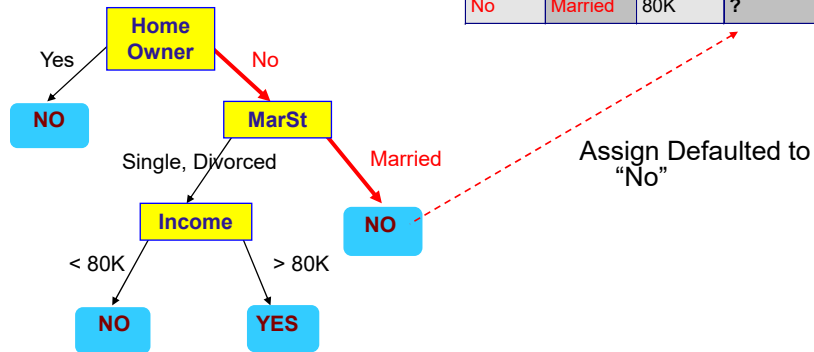 No Married 80K ?
Home
Owner
Yes
No
NO
MarSt
Single, Divorced
Married
Assign Defaulted to
“No”
Income
NO
< 80K
> 80K
NO
YES